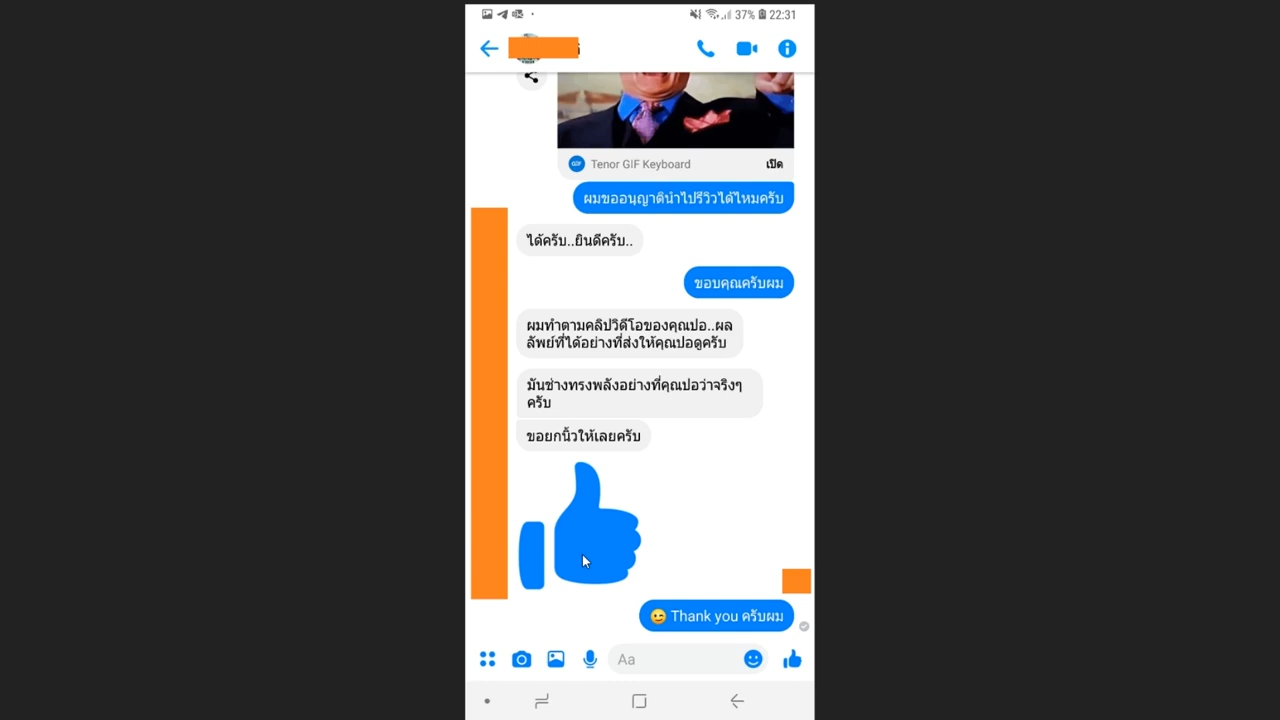 37% 22:31
Tenor GIF Keyboard เปิด
ผมขออนุญาตินำไปรีวิวได้ไหมครับ
ได้ครับ..ยินดีครับ..
ขอบคุณครับผม
ผมทำตามคลิปวิดีโอของคุณปอ..ผล
ลัพย์ที่ได้อย่างที่ส่งให้คุณปอดูครับ
มันช่างทรงพลังอย่างที่คุณปอว่าจริงๆ
ครับ
ขอยกนิ้วให้เลยครับ
😉 Thank you ครับผม
Aa